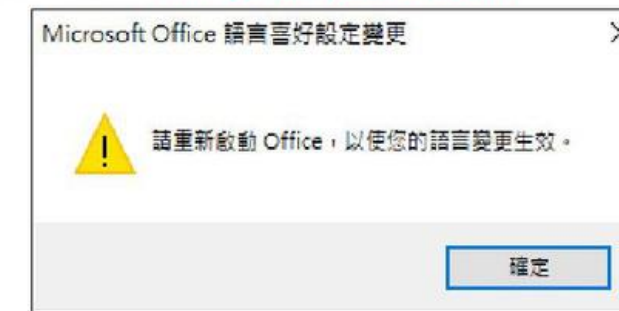 Microsoft Office 語言喜好設定變更
請重新啟動 Office，以使您的語言變更生效。
確定